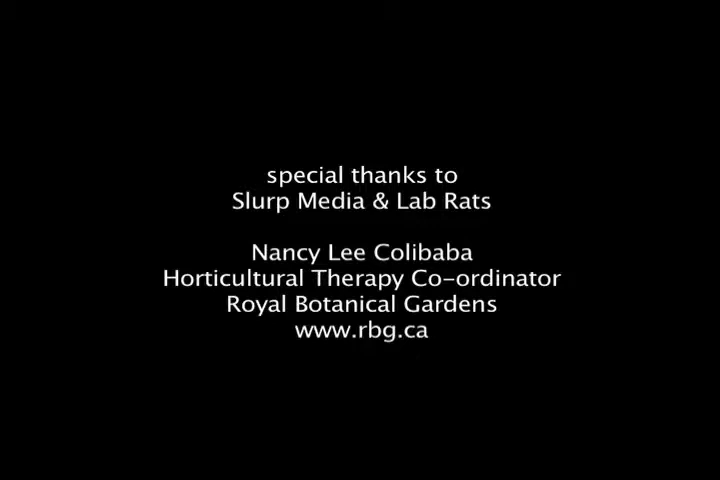 special thanks to
Slurp Media & Lab Rats
Nancy Lee Colibaba
Horticultural Therapy Co-ordinator
Royal Botanical Gardens
www.rbg.ca